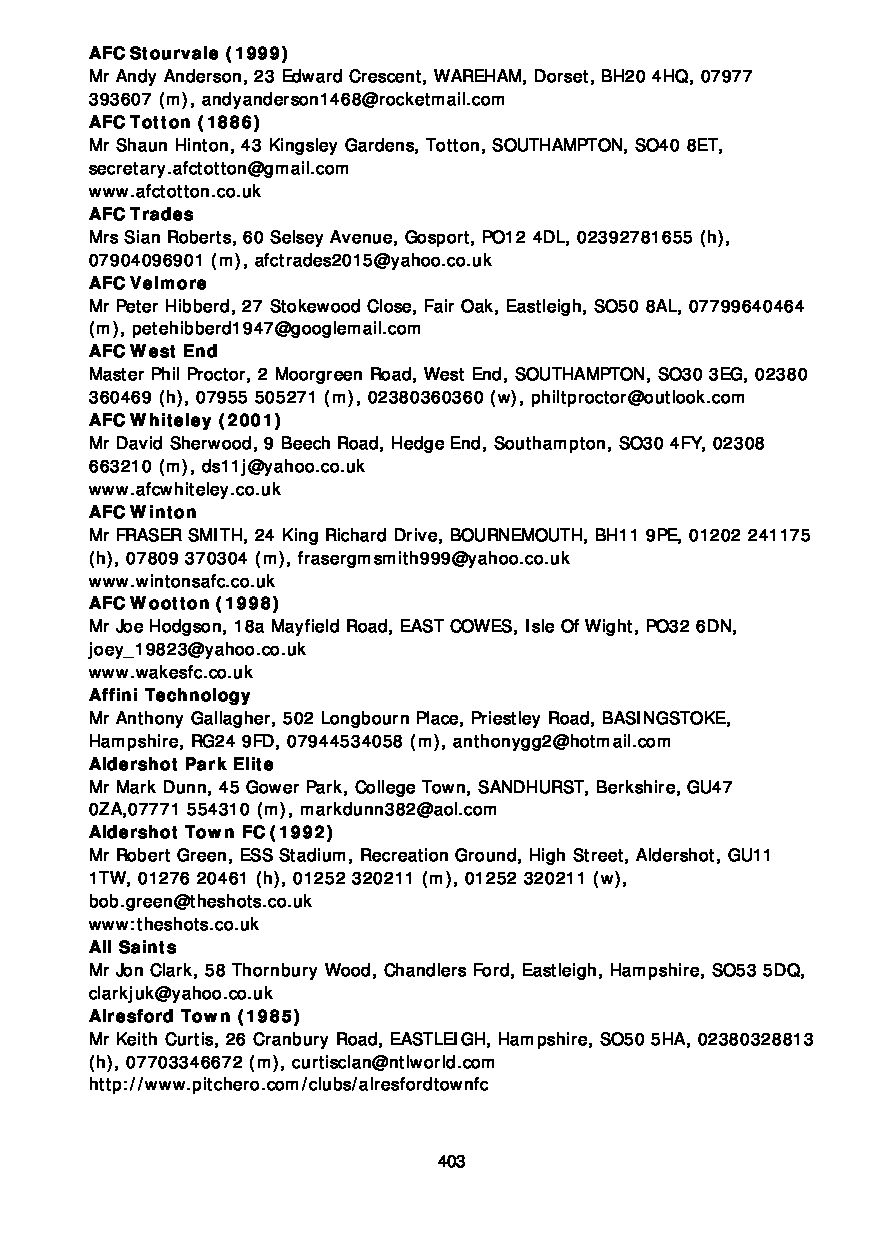 AFC Stourvale (1999)
Mr Andy Anderson, 23 Edward Crescent, WAREHAM, Dorset, BH20 4HQ, 07977
393607 (m), andyanderson1468@rocketmail.com
AFC Totton (1886)
Mr Shaun Hinton, 43 Kingsley Gardens, Totton, SOUTHAMPTON, SO40 8ET,
secretary.afctotton@gmail.com
www.afctotton.co.uk
AFC Trades
Mrs Sian Roberts, 60 Selsey Avenue, Gosport, PO12 4DL, 02392781655 (h),
07904096901 (m), afctrades2015@yahoo.co.uk
AFC Velmore
Mr Peter Hibberd, 27 Stokewood Close, Fair Oak, Eastleigh, SO50 8AL, 07799640464
(m), petehibberd1947@googlemail.com
AFC West End
Master Phil Proctor, 2 Moorgreen Road, West End, SOUTHAMPTON, SO30 3EG, 02380
360469 (h), 07955 505271 (m), 02380360360 (w), philtproctor@outlook.com
AFC Whiteley (2001)
Mr David Sherwood, 9 Beech Road, Hedge End, Southampton, SO30 4FY, 02308
663210 (m), ds11j@yahoo.co.uk
www.afcwhiteley.co.uk
AFC Winton
Mr FRASER SMITH, 24 King Richard Drive, BOURNEMOUTH, BH11 9PE, 01202 241175
(h), 07809 370304 (m), frasergmsmith999@yahoo.co.uk
www.wintonsafc.co.uk
AFC Wootton (1998)
Mr Joe Hodgson, 18a Mayfield Road, EAST COWES, Isle Of Wight, PO32 6DN,
joey_19823@yahoo.co.uk
www.wakesfc.co.uk
Affini Technology
Mr Anthony Gallagher, 502 Longbourn Place, Priestley Road, BASINGSTOKE,
Hampshire, RG24 9FD, 07944534058 (m), anthonygg2@hotmail.com
Aldershot Park Elite
Mr Mark Dunn, 45 Gower Park, College Town, SANDHURST, Berkshire, GU47
0ZA,07771 554310 (m), markdunn382@aol.com
Aldershot Town FC (1992)
Mr Robert Green, ESS Stadium, Recreation Ground, High Street, Aldershot, GU11
1TW, 01276 20461 (h), 01252 320211 (m), 01252 320211 (w),
bob.green@theshots.co.uk
www:theshots.co.uk
All Saints
Mr Jon Clark, 58 Thornbury Wood, Chandlers Ford, Eastleigh, Hampshire, SO53 5DQ,
clarkjuk@yahoo.co.uk
Alresford Town (1985)
Mr Keith Curtis, 26 Cranbury Road, EASTLEIGH, Hampshire, SO50 5HA, 02380328813
(h), 07703346672 (m), curtisclan@ntlworld.com
http://www.pitchero.com/clubs/alresfordtownfc
403